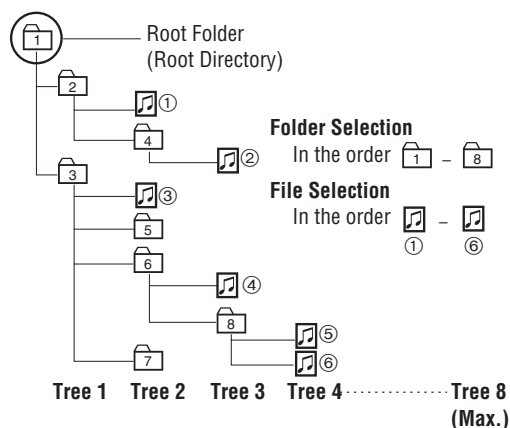 1 Root Folder
(Root Directory)
2
①
4
②
3
③
5
6
④
8
⑤
⑥
7
Folder Selection
In the order 1 – 8
File Selection
In the order –
① ⑥
Tree 1 Tree 2 Tree 3 Tree 4 Tree 8
(Max.)